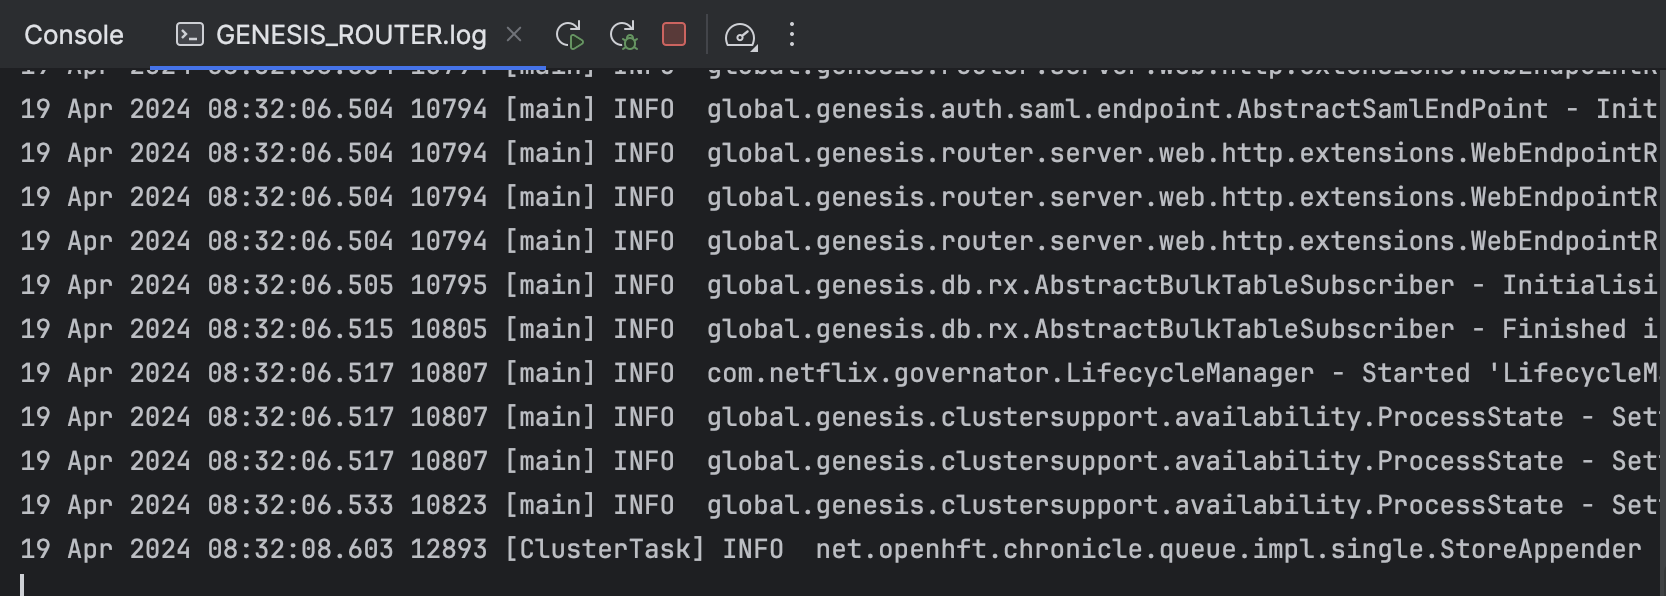 Console GENESIS_ROUTER.log
19 Apr 2024 08:32:06.504 10794 [main] INFO global.genesis.auth.saml.endpoint.AbstractSamlEndPoint - Init
19 Apr 2024 08:32:06.504 10794 [main] INFO global.genesis.router.server.web.http.extensions.WebEndpointR
19 Apr 2024 08:32:06.504 10794 [main] INFO global.genesis.router.server.web.http.extensions.WebEndpointR
19 Apr 2024 08:32:06.504 10794 [main] INFO global.genesis.router.server.web.http.extensions.WebEndpointR
19 Apr 2024 08:32:06.505 10795 [main] INFO global.genesis.db.rx.AbstractBulkTableSubscriber - Initialisi
19 Apr 2024 08:32:06.515 10805 [main] INFO global.genesis.db.rx.AbstractBulkTableSubscriber - Finished i
19 Apr 2024 08:32:06.517 10807 [main] INFO com.netflix.governator.LifecycleManager - Started 'LifecycleM
19 Apr 2024 08:32:06.517 10807 [main] INFO global.genesis.clustersupport.availability.ProcessState - Set
19 Apr 2024 08:32:06.517 10807 [main] INFO global.genesis.clustersupport.availability.ProcessState - Set
19 Apr 2024 08:32:06.533 10823 [main] INFO global.genesis.clustersupport.availability.ProcessState - Set
19 Apr 2024 08:32:08.603 12893 [ClusterTask] INFO net.openhft.chronicle.queue.impl.single.StoreAppender